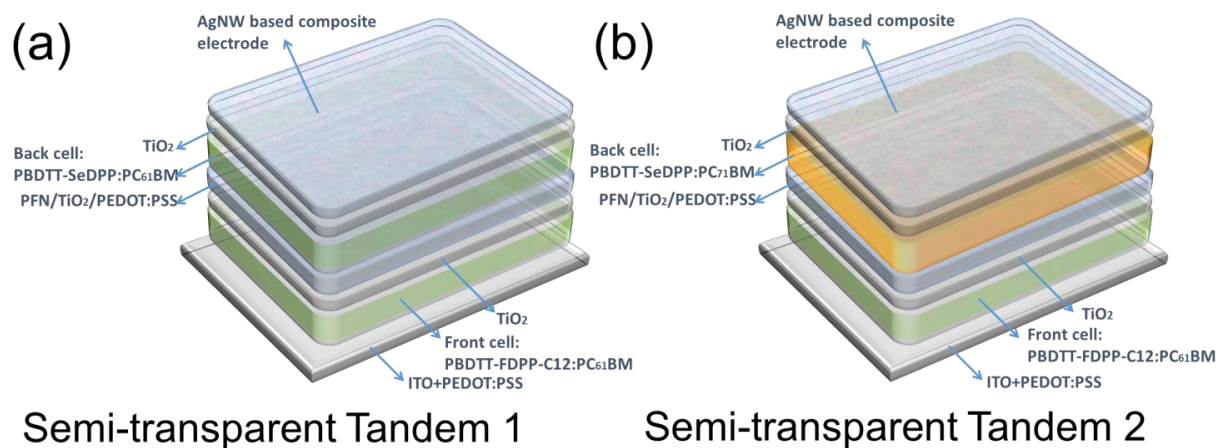 (a)
AgNW based composite
electrode
TiO₂
Back cell:
PBDTT-SeDPP:PC₆₁BM
PFN/TiO₂/PEDOT:PSS
TiO₂
Front cell:
PBDTT-FDPP-C12:PC₆₁BM
ITO+PEDOT:PSS
Semi-transparent Tandem 1
(b)
AgNW based composite
electrode
TiO₂
Back cell:
PBDTT-SeDPP:PC₇₁BM
PFN/TiO₂/PEDOT:PSS
TiO₂
Front cell:
PBDTT-FDPP-C12:PC₆₁BM
ITO+PEDOT:PSS
Semi-transparent Tandem 2